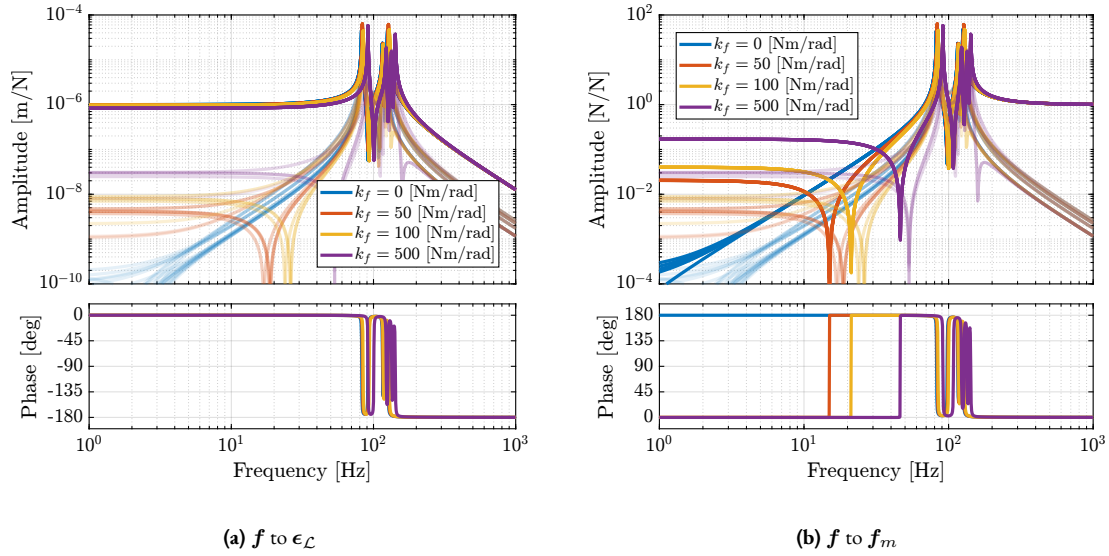 Amplitude [m/N]
10^-4
10^-6
10^-8
10^-10
k_f = 0 [Nm/rad]
k_f = 50 [Nm/rad]
k_f = 100 [Nm/rad]
k_f = 500 [Nm/rad]
Phase [deg]
0
-45
-90
-135
-180
10^0 10^1 10^2 10^3
Frequency [Hz]
(a) f to ϵ_ℒ
Amplitude [N/N]
10^2
10^0
10^-2
10^-4
k_f = 0 [Nm/rad]
k_f = 50 [Nm/rad]
k_f = 100 [Nm/rad]
k_f = 500 [Nm/rad]
Phase [deg]
180
135
90
45
0
10^0 10^1 10^2 10^3
Frequency [Hz]
(b) f to f_m